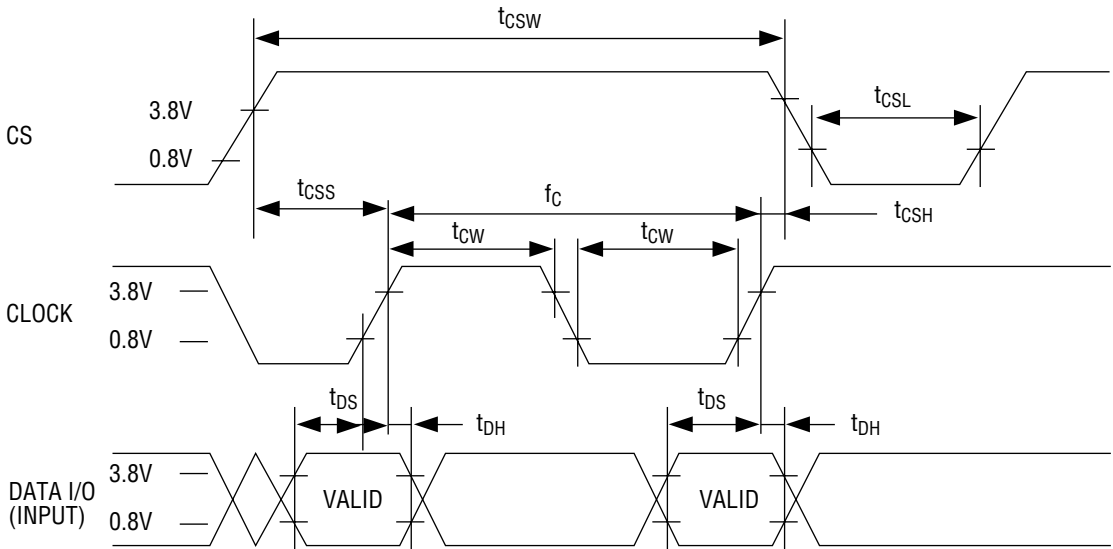 tCSW
3.8V
tCSL
CS
0.8V
tCSS
fC
tCSH
tCW tCW
3.8V
CLOCK
0.8V
tDS tDS
tDH tDH
3.8V
DATA I/O
(INPUT)
VALID VALID
0.8V